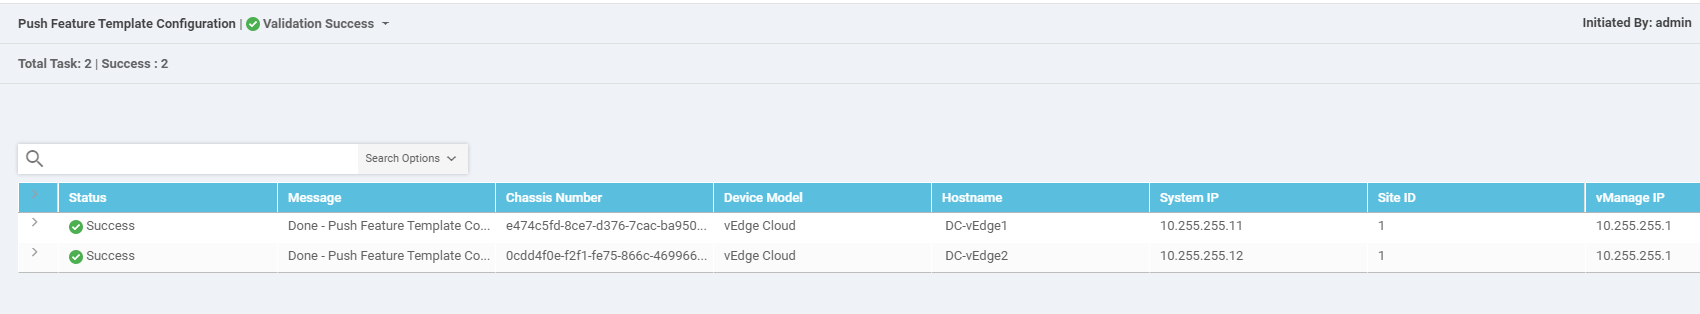 Push Feature Template Configuration | Validation Success
Initiated By: admin
Total Task: 2 | Success : 2
Search Options
Status Message Chassis Number Device Model Hostname System IP Site ID vManage IP
Success Done - Push Feature Template Co... e474c5fd-8ce7-d376-7cac-ba950... vEdge Cloud DC-vEdge1 10.255.255.11 1 10.255.255.1
Success Done - Push Feature Template Co... 0cdd4f0e-f2f1-fe75-866c-469966... vEdge Cloud DC-vEdge2 10.255.255.12 1 10.255.255.1